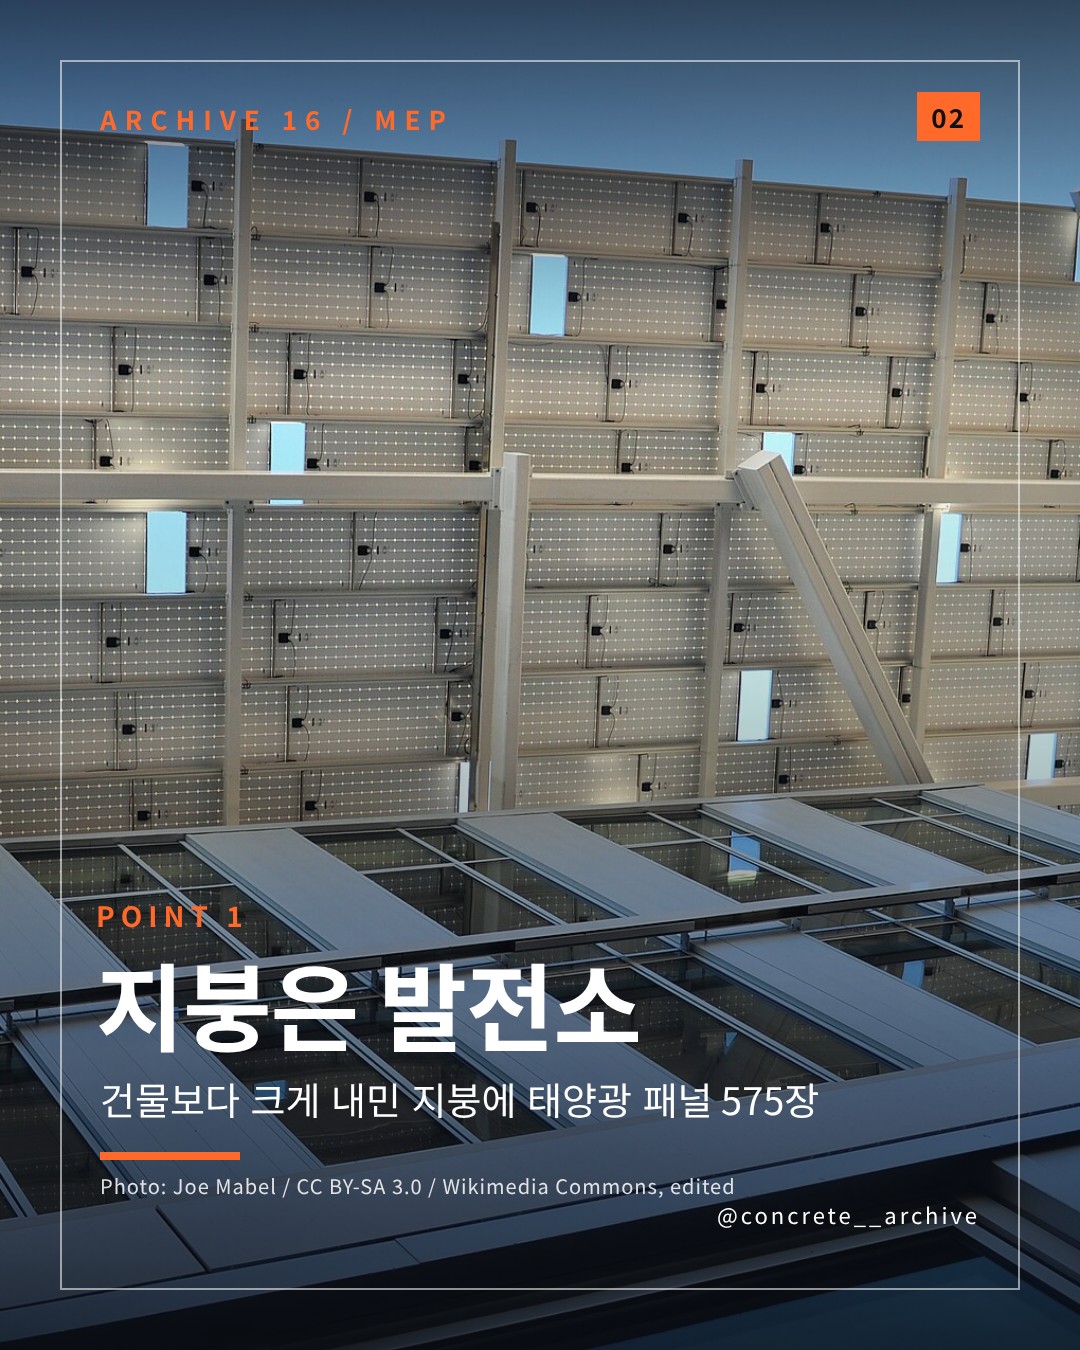 ARCHIVE 16 / MEP
02
POINT 1
지붕은 발전소
건물보다 크게 내민 지붕에 태양광 패널 575장
Photo: Joe Mabel / CC BY-SA 3.0 / Wikimedia Commons, edited
@concrete__archive